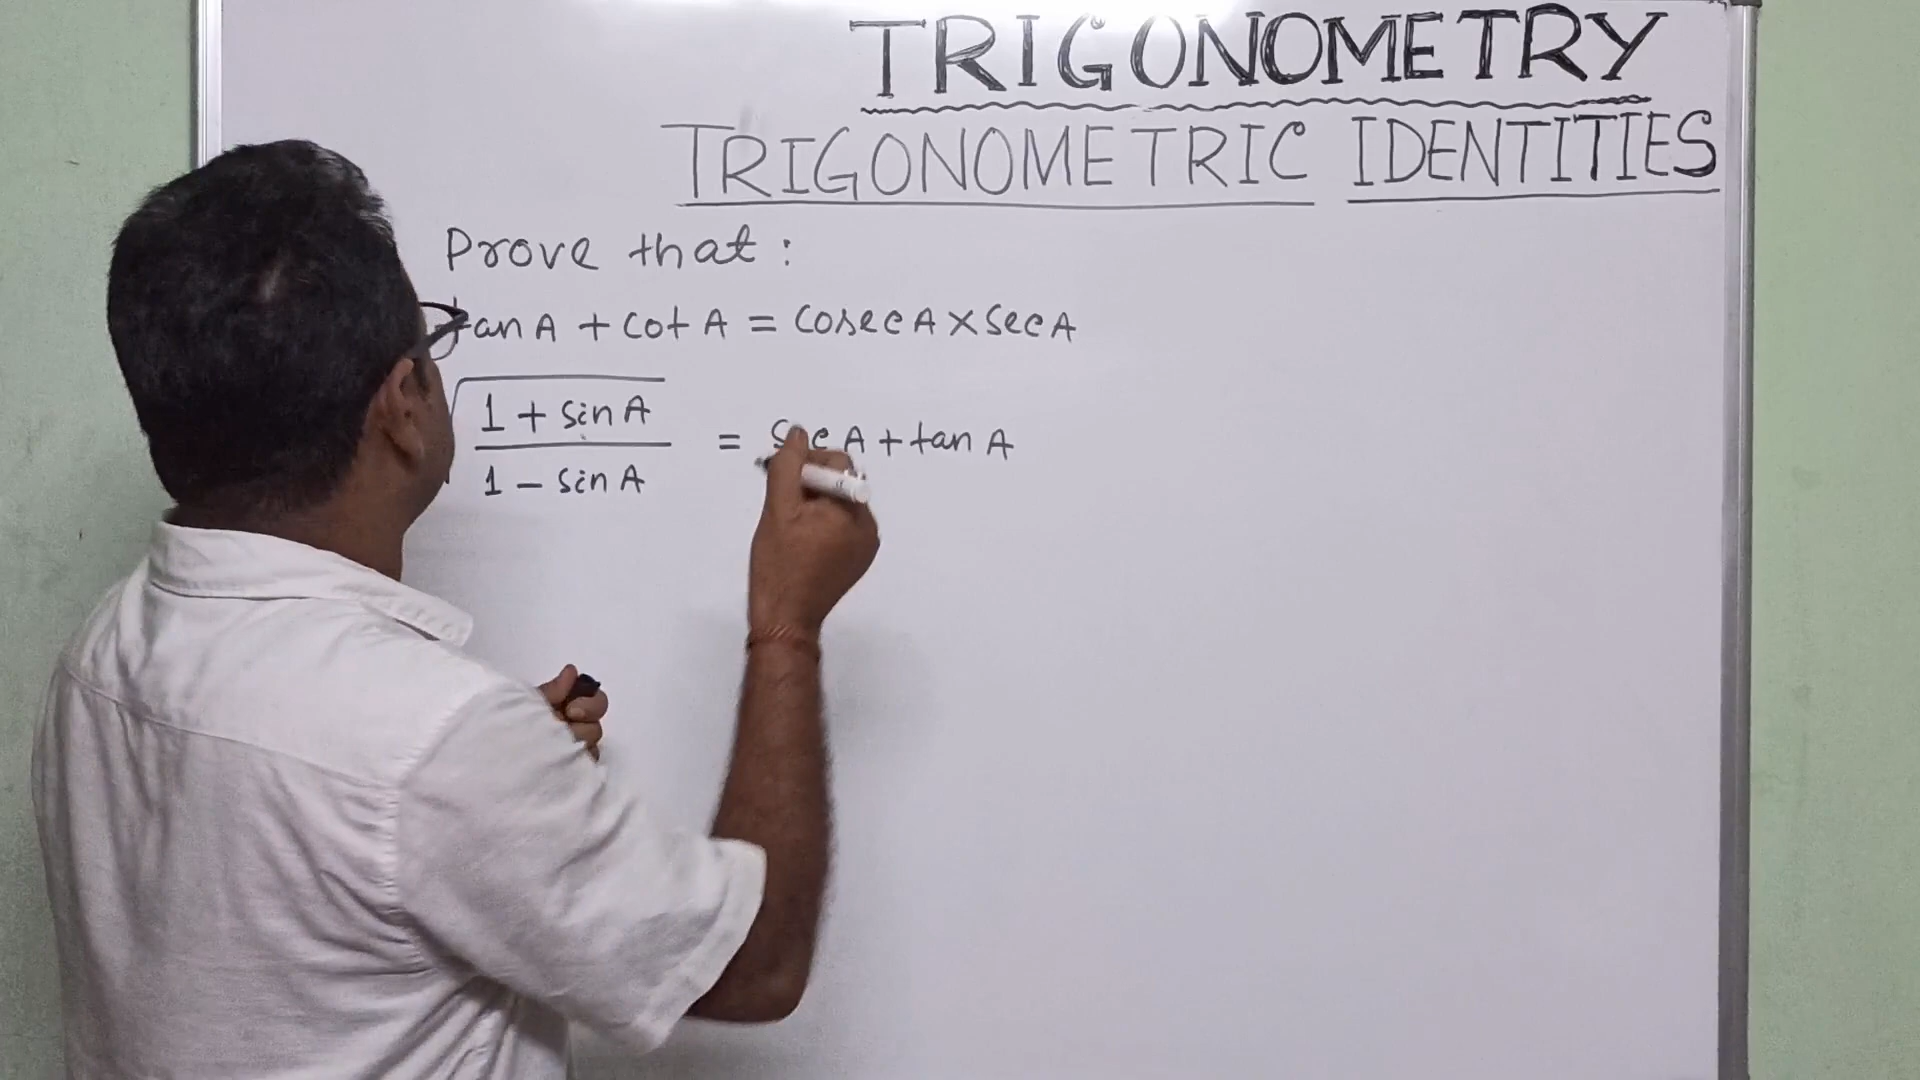 TRIGONOMETRY
TRIGONOMETRIC IDENTITIES
Prove that :
tan A + cot A = cosec A × sec A
√(1 + sin A / 1 − sin A) = sec A + tan A